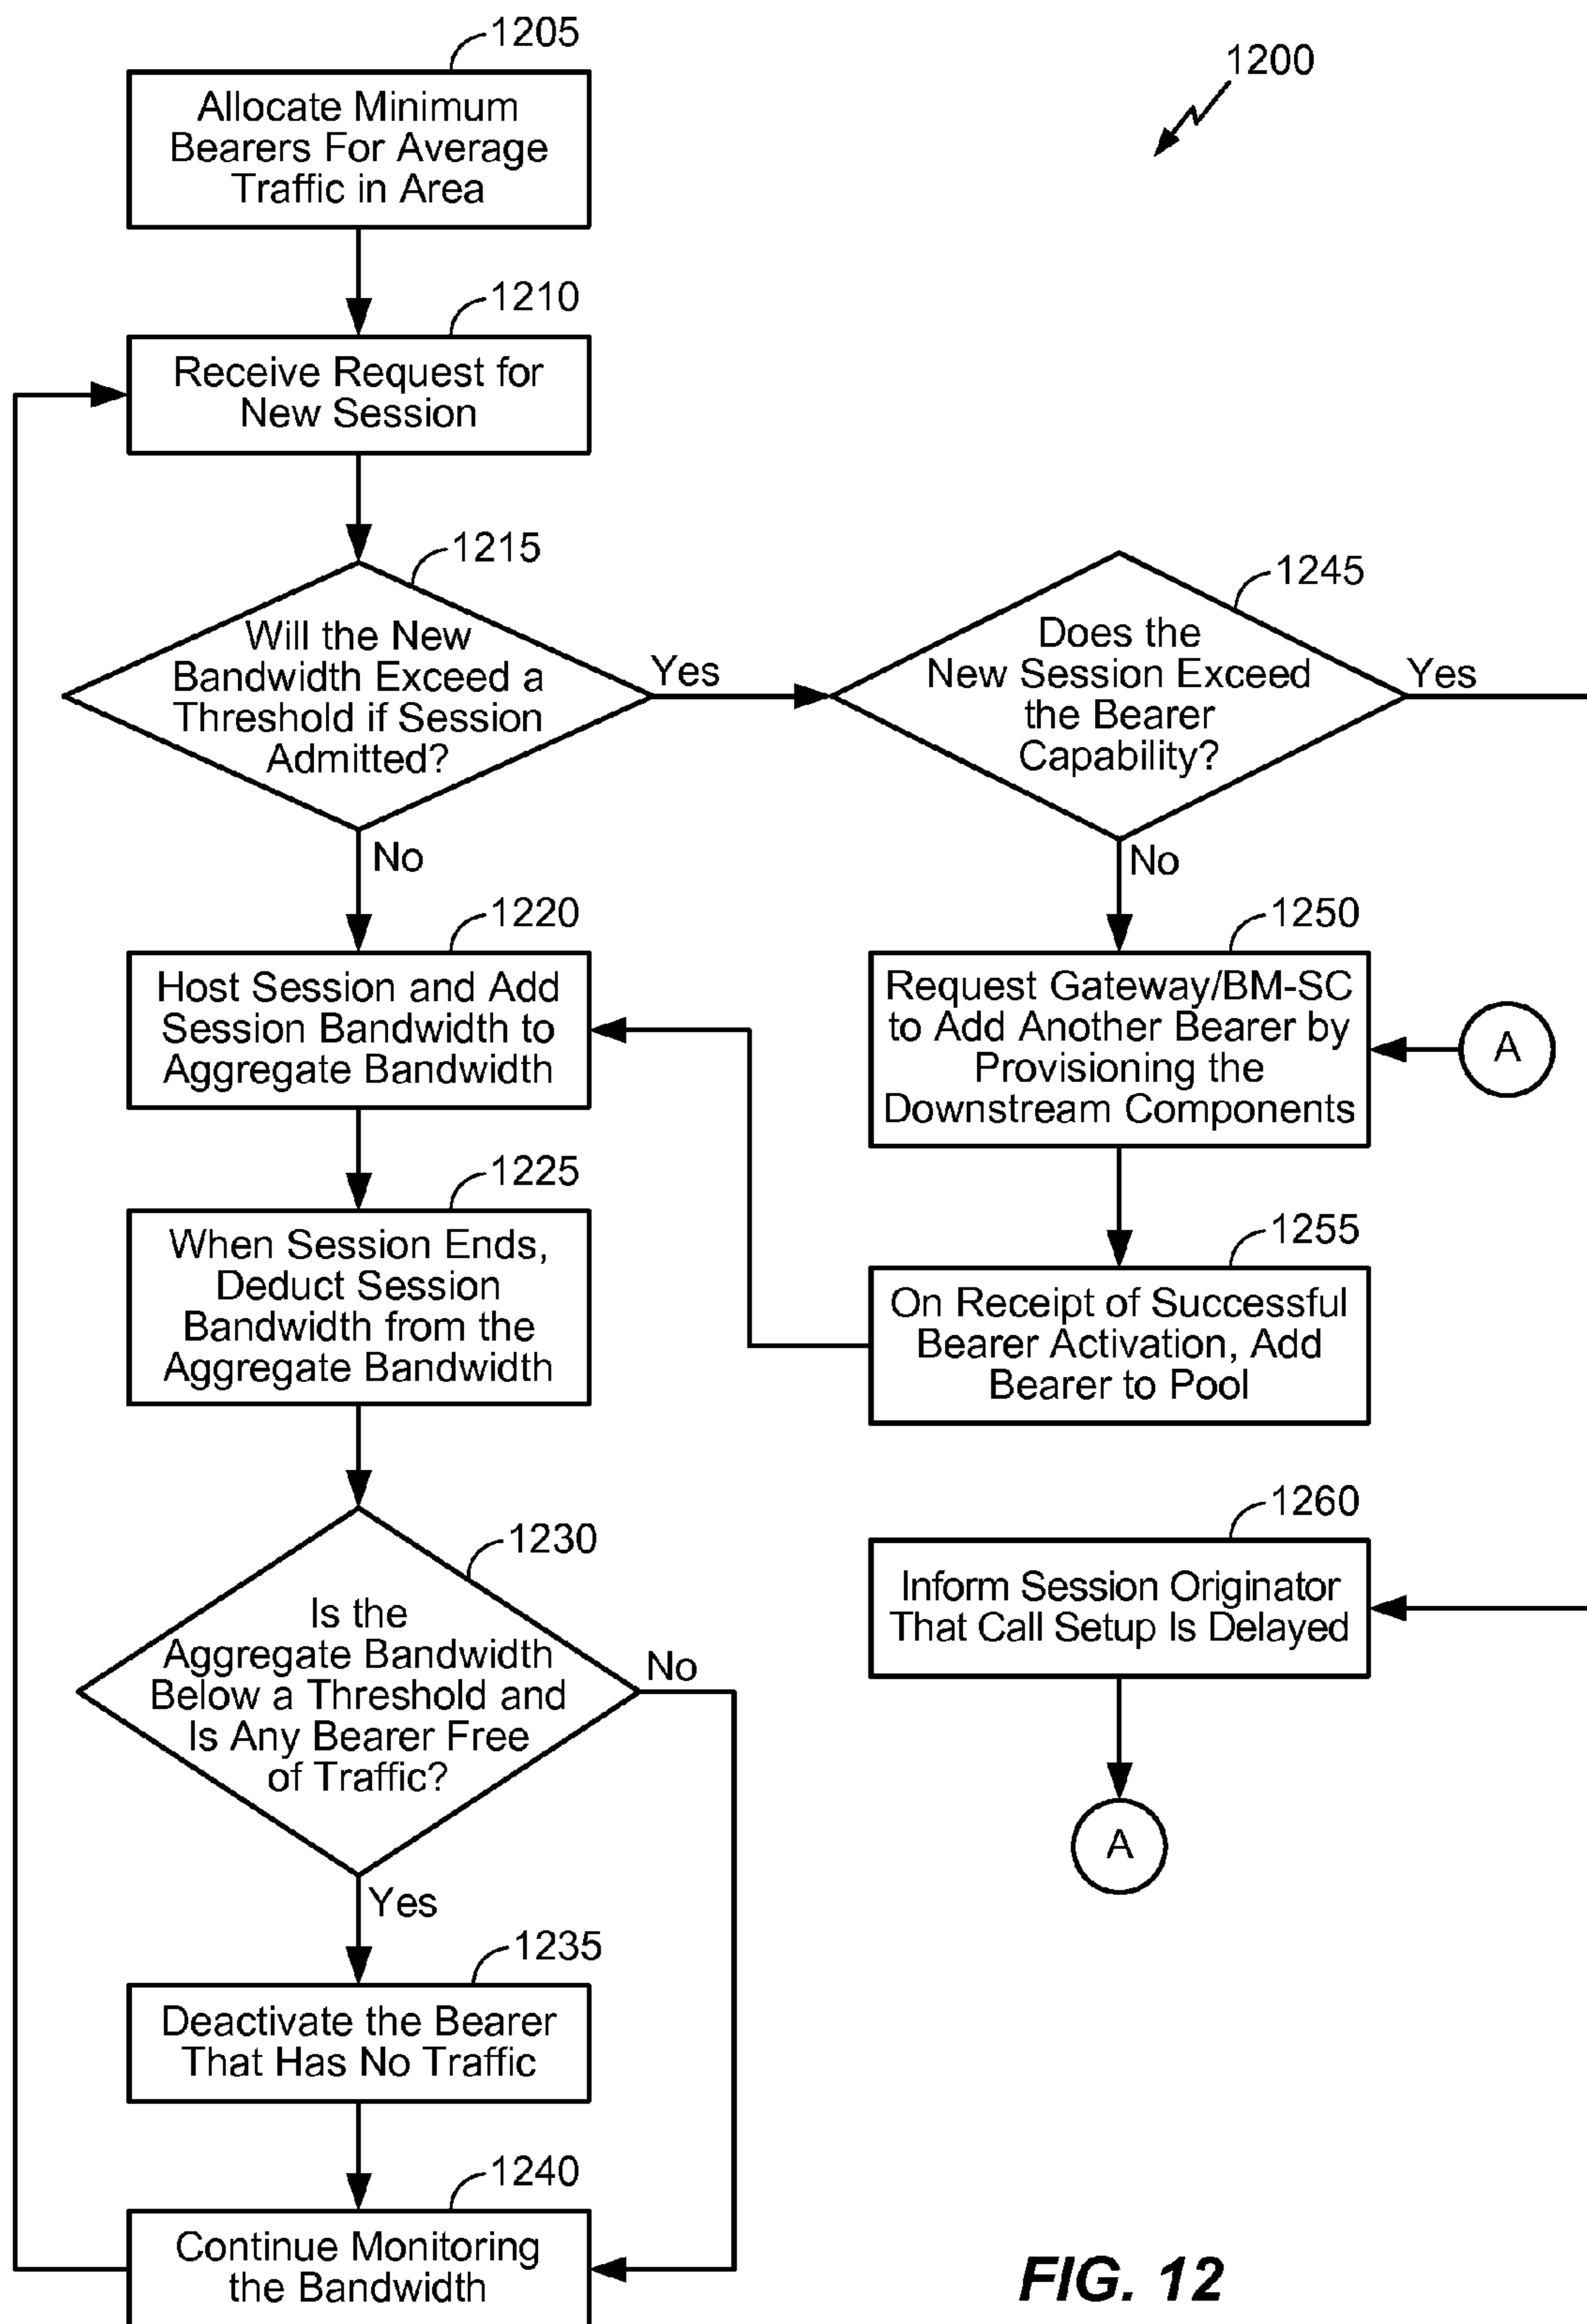 1200
1205
Allocate Minimum
Bearers For Average
Traffic in Area
1210
Receive Request for
New Session
1215
Will the New
Bandwidth Exceed a
Threshold if Session
Admitted?
Yes
No
1245
Does the
New Session Exceed
the Bearer
Capability?
Yes
No
1220
Host Session and Add
Session Bandwidth to
Aggregate Bandwidth
1250
Request Gateway/BM-SC
to Add Another Bearer by
Provisioning the
Downstream Components
A
1225
When Session Ends,
Deduct Session
Bandwidth from the
Aggregate Bandwidth
1255
On Receipt of Successful
Bearer Activation, Add
Bearer to Pool
1230
Is the
Aggregate Bandwidth
Below a Threshold and
Is Any Bearer Free
of Traffic?
No
Yes
1260
Inform Session Originator
That Call Setup Is Delayed
A
1235
Deactivate the Bearer
That Has No Traffic
1240
Continue Monitoring
the Bandwidth
FIG. 12